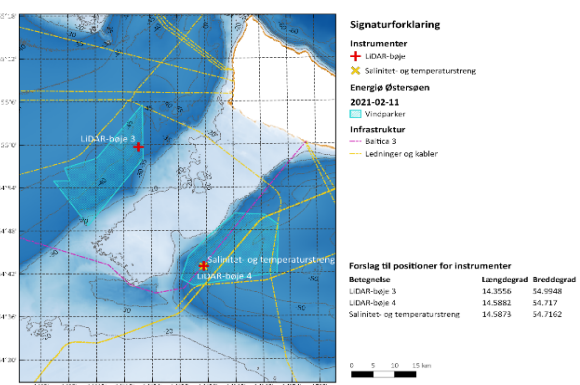 Signaturforklaring
Instrumenter
LiDAR-bøje
Salinitet- og temperaturstreng
Energiø Østersøen
2021-02-11
Vindparker
Infrastruktur
Baltica 3
Ledninger og kabler
LiDAR-bøje 3
Salinitet- og temperaturstreng
LiDAR-bøje 4
Forslag til positioner for instrumenter
Betegnelse Længdegrad Breddegrad
LiDAR-bøje 3 14.3556 54.9948
LiDAR-bøje 4 14.5882 54.717
Salinitet- og temperaturstreng 14.5873 54.7162
0 5 10 15 km